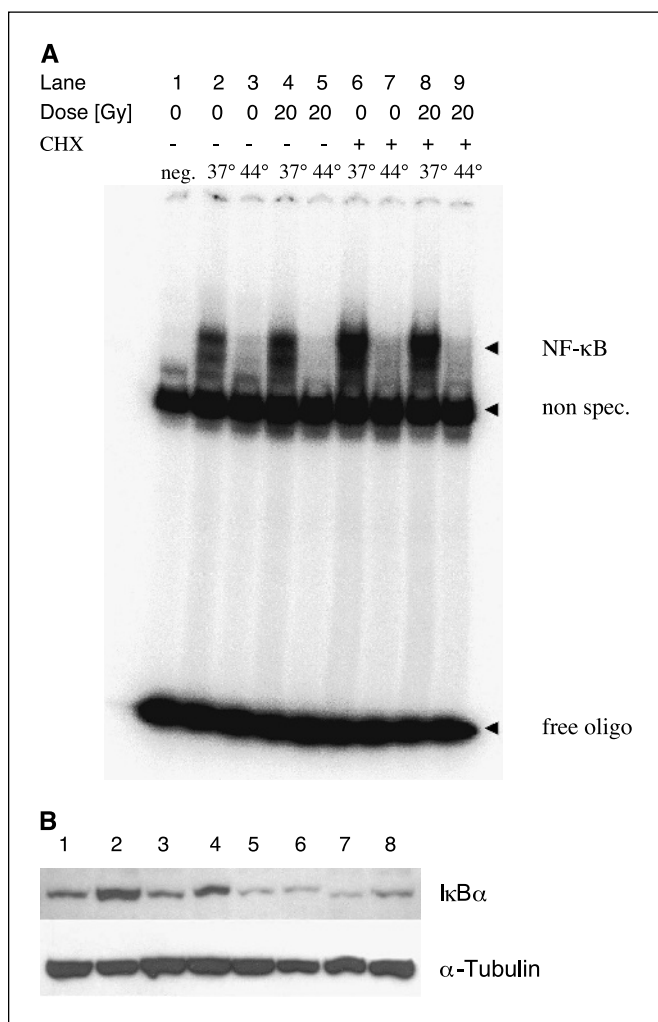 A
Lane 1 2 3 4 5 6 7 8 9
Dose [Gy] 0 0 0 20 20 0 0 20 20
CHX - - - - - + + + +
neg. 37° 44° 37° 44° 37° 44° 37° 44°
NF-κB
non spec.
free oligo
B
1 2 3 4 5 6 7 8
IκBα
α-Tubulin